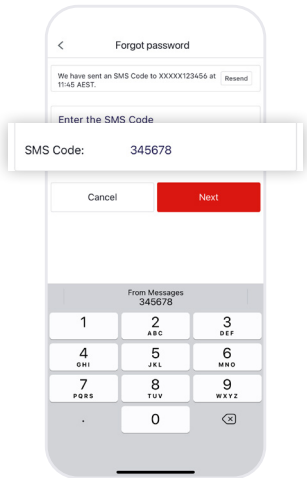 Forgot password
We have sent an SMS Code to XXXXX123456 at
11:45 AEST.
Resend
Enter the SMS Code
SMS Code: 345678
Cancel Next
From Messages
345678
1 2 3
ABC DEF
4 5 6
GHI JKL MNO
7 8 9
PQRS TUV WXYZ
. 0